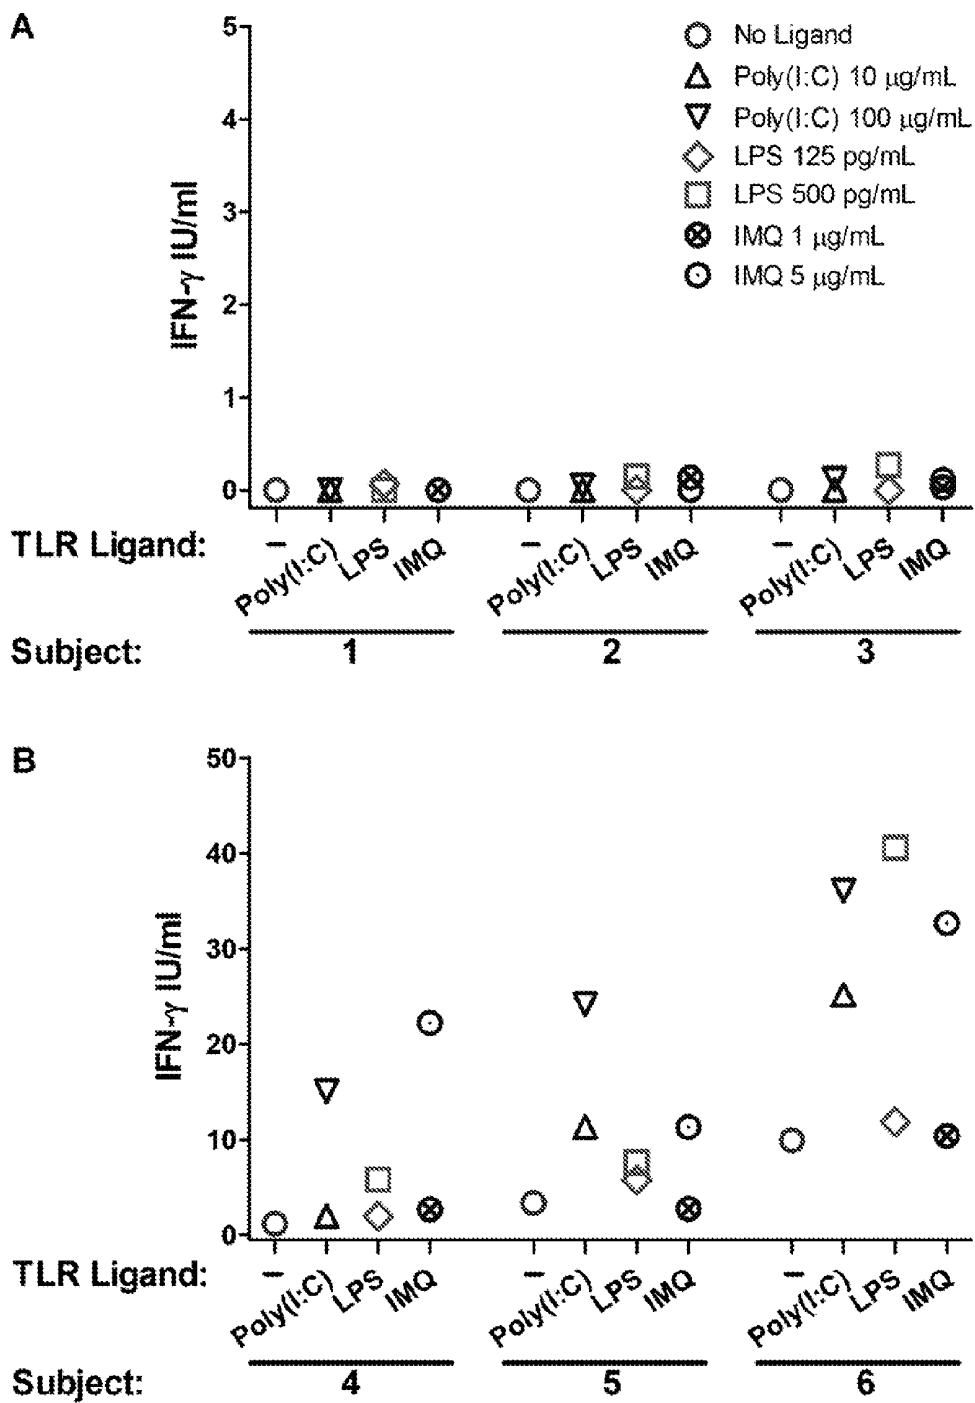 A
5
4
3
2
1
0
IFN-γ IU/ml
No Ligand
Poly(I:C) 10 μg/mL
Poly(I:C) 100 μg/mL
LPS 125 pg/mL
LPS 500 pg/mL
IMQ 1 μg/mL
IMQ 5 μg/mL
TLR Ligand: – Poly(I:C) LPS IMQ – Poly(I:C) LPS IMQ – Poly(I:C) LPS IMQ
Subject: 1 2 3
B
50
40
30
20
10
0
IFN-γ IU/ml
TLR Ligand: – Poly(I:C) LPS IMQ – Poly(I:C) LPS IMQ – Poly(I:C) LPS IMQ
Subject: 4 5 6